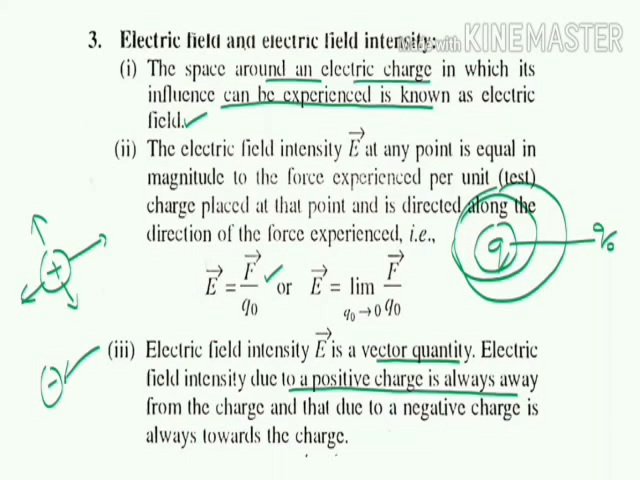 3. Electric field and electric field intensity:
Made with KINEMASTER
(i) The space around an electric charge in which its
influence can be experienced is known as electric
field.
(ii) The electric field intensity E⃗ at any point is equal in
magnitude to the force experienced per unit (test)
charge placed at that point and is directed along the
direction of the force experienced, i.e.,
q
+
E⃗ = F⃗/q₀ or E⃗ = lim q₀→0 F⃗/q₀
(iii) Electric field intensity E⃗ is a vector quantity. Electric
field intensity due to a positive charge is always away
-
from the charge and that due to a negative charge is
always towards the charge.